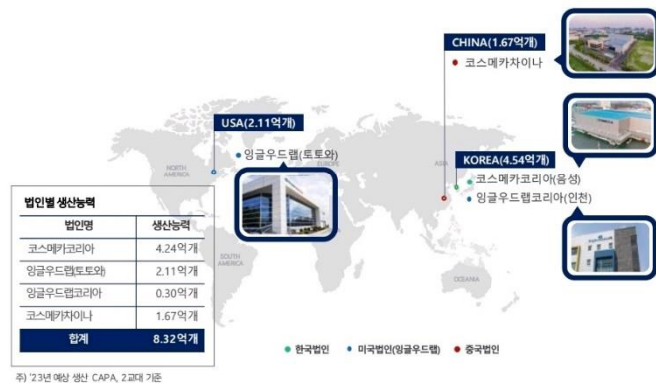 CHINA(1.67억개)
코스메카차이나
USA(2.11억개)
잉글우드랩(토토와)
NORTH
AMERICA
EUROPE
ASIA
KOREA(4.54억개)
코스메카코리아(음성)
잉글우드랩코리아(인천)
SOUTH
AMERICA
OCEANIA
법인별 생산능력
법인명 생산능력
코스메카코리아 4.24억개
잉글우드랩(토토와) 2.11억개
잉글우드랩코리아 0.30억개
코스메카차이나 1.67억개
합계 8.32억개
한국법인 미국법인(잉글우드랩) 중국법인
주) '23년 예상 생산 CAPA, 2교대 기준